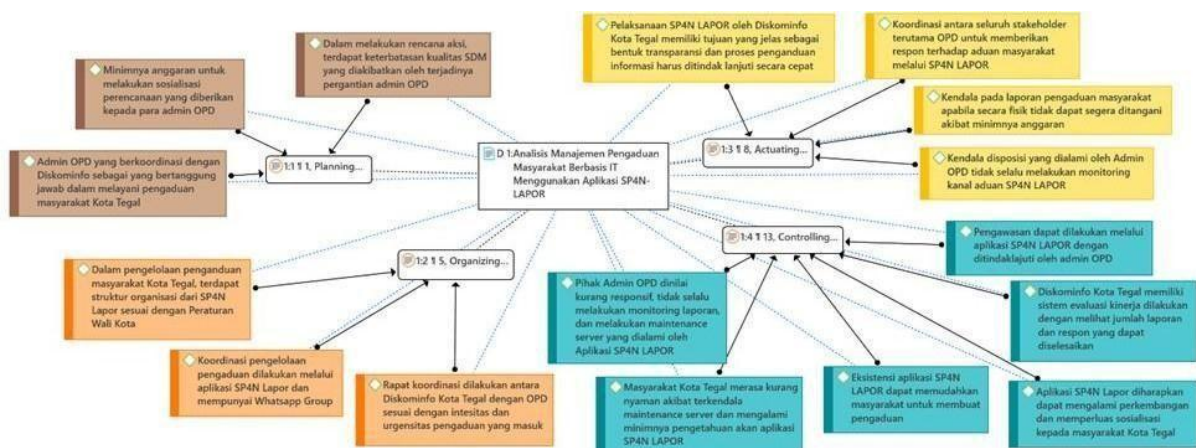 Minimnya anggaran untuk
melakukan sosialisasi
perencanaan yang diberikan
kepada para admin OPD
Dalam melakukan rencana aksi,
terdapat keterbatasan kualitas SDM
yang diakibatkan oleh terjadinya
pergantian admin OPD
Admin OPD yang berkoordinasi dengan
Diskominfo sebagai yang bertanggung
jawab dalam melayani pengaduan
masyarakat Kota Tegal
1:1 ¶ 1, Planning...
Pelaksanaan SP4N LAPOR oleh Diskominfo
Kota Tegal memiliki tujuan yang jelas sebagai
bentuk transparansi dan proses penganduan
informasi harus ditindak lanjuti secara cepat
Koordinasi antara seluruh stakeholder
terutama OPD untuk memberikan
respon terhadap aduan masyarakat
melalui SP4N LAPOR
Kendala pada laporan pengaduan masyarakat
apabila secara fisik tidak dapat segera ditangani
akibat minimnya anggaran
Kendala disposisi yang dialami oleh Admin
OPD tidak selalu melakukan monitoring
kanal aduan SP4N LAPOR
1:3 ¶ 8, Actuating...
D 1:Analisis Manajemen Pengaduan
Masyarakat Berbasis IT
Menggunakan Aplikasi SP4N-
LAPOR
1:2 ¶ 5, Organizing...
Dalam pengelolaan penganduan
masyarakat Kota Tegal, terdapat
struktur organisasi dari SP4N
Lapor sesuai dengan Peraturan
Wali Kota
Koordinasi pengelolaan
pengaduan dilakukan melalui
aplikasi SP4N Lapor dan
mempunyai Whatsapp Group
Rapat koordinasi dilakukan antara
Diskominfo Kota Tegal dengan OPD
sesuai dengan intesitas dan
urgensitas pengaduan yang masuk
1:4 ¶ 13, Controlling...
Pihak Admin OPD dinilai
kurang responsif, tidak selalu
melakukan monitoring laporan,
dan melakukan maintenance
server yang dialami oleh
Aplikasi SP4N LAPOR
Masyarakat Kota Tegal merasa kurang
nyaman akibat terkendala
maintenance server dan mengalami
minimnya pengetahuan akan aplikasi
SP4N LAPOR
Eksistensi aplikasi SP4N
LAPOR dapat memudahkan
masyarakat untuk membuat
pengaduan
Pengawasan dapat dilakukan melalui
aplikasi SP4N LAPOR dengan
ditindaklajuti oleh admin OPD
Diskominfo Kota Tegal memiliki
sistem evaluasi kinerja dilakukan
dengan melihat jumlah laporan
dan respon yang dapat
diselesaikan
Aplikasi SP4N Lapor diharapkan
dapat mengalami perkembangan
dan memperluas sosialisasi
kepada masyarakat Kota Tegal